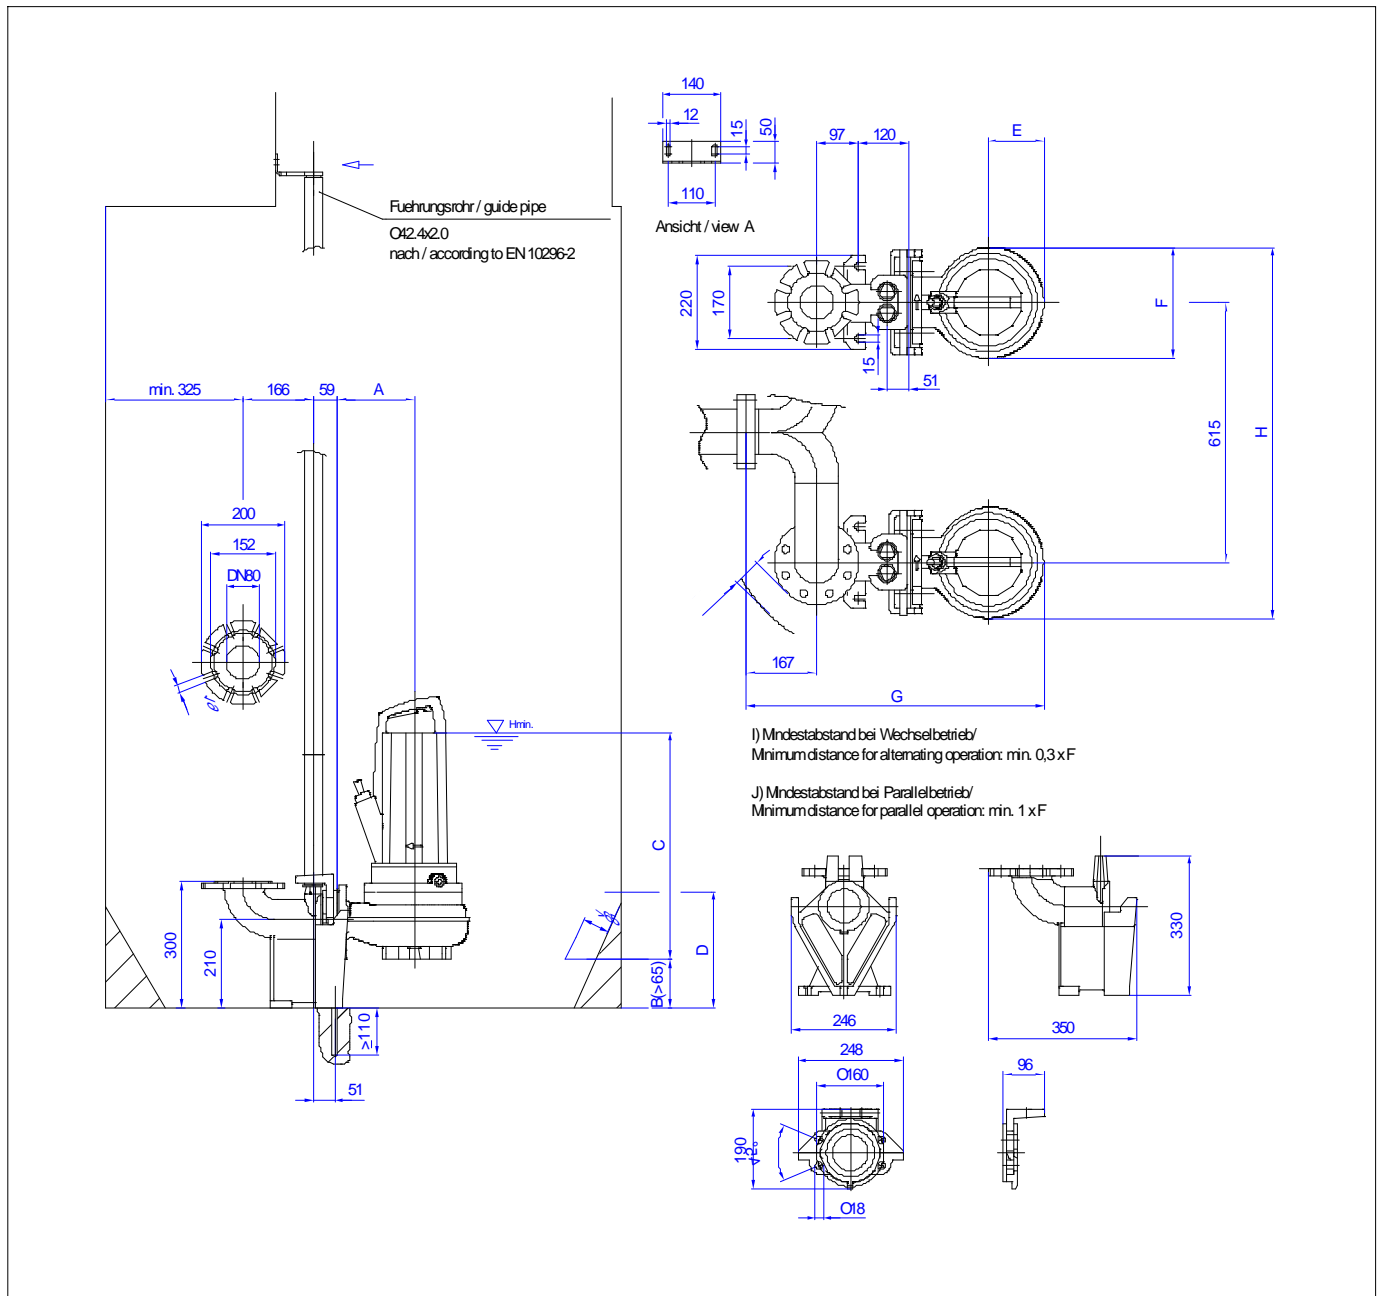 140
12
15
50
110
Ansicht / view A
97
120
E
Fuehrungsrohr / guide pipe
O42.4x2.0
nach / according to EN 10296-2
220
170
15
51
F
615
H
min. 325
166
59
A
200
152
DN80
167
G
Hmin.
I) Mindestabstand bei Wechselbetrieb/
Minimum distance for alternating operation: min. 0,3 x F
J) Mindestabstand bei Parallelbetrieb/
Minimum distance for parallel operation: min. 1 x F
C
300
210
D
B(>65)
≥110
51
330
246
350
248
O160
96
190
O18